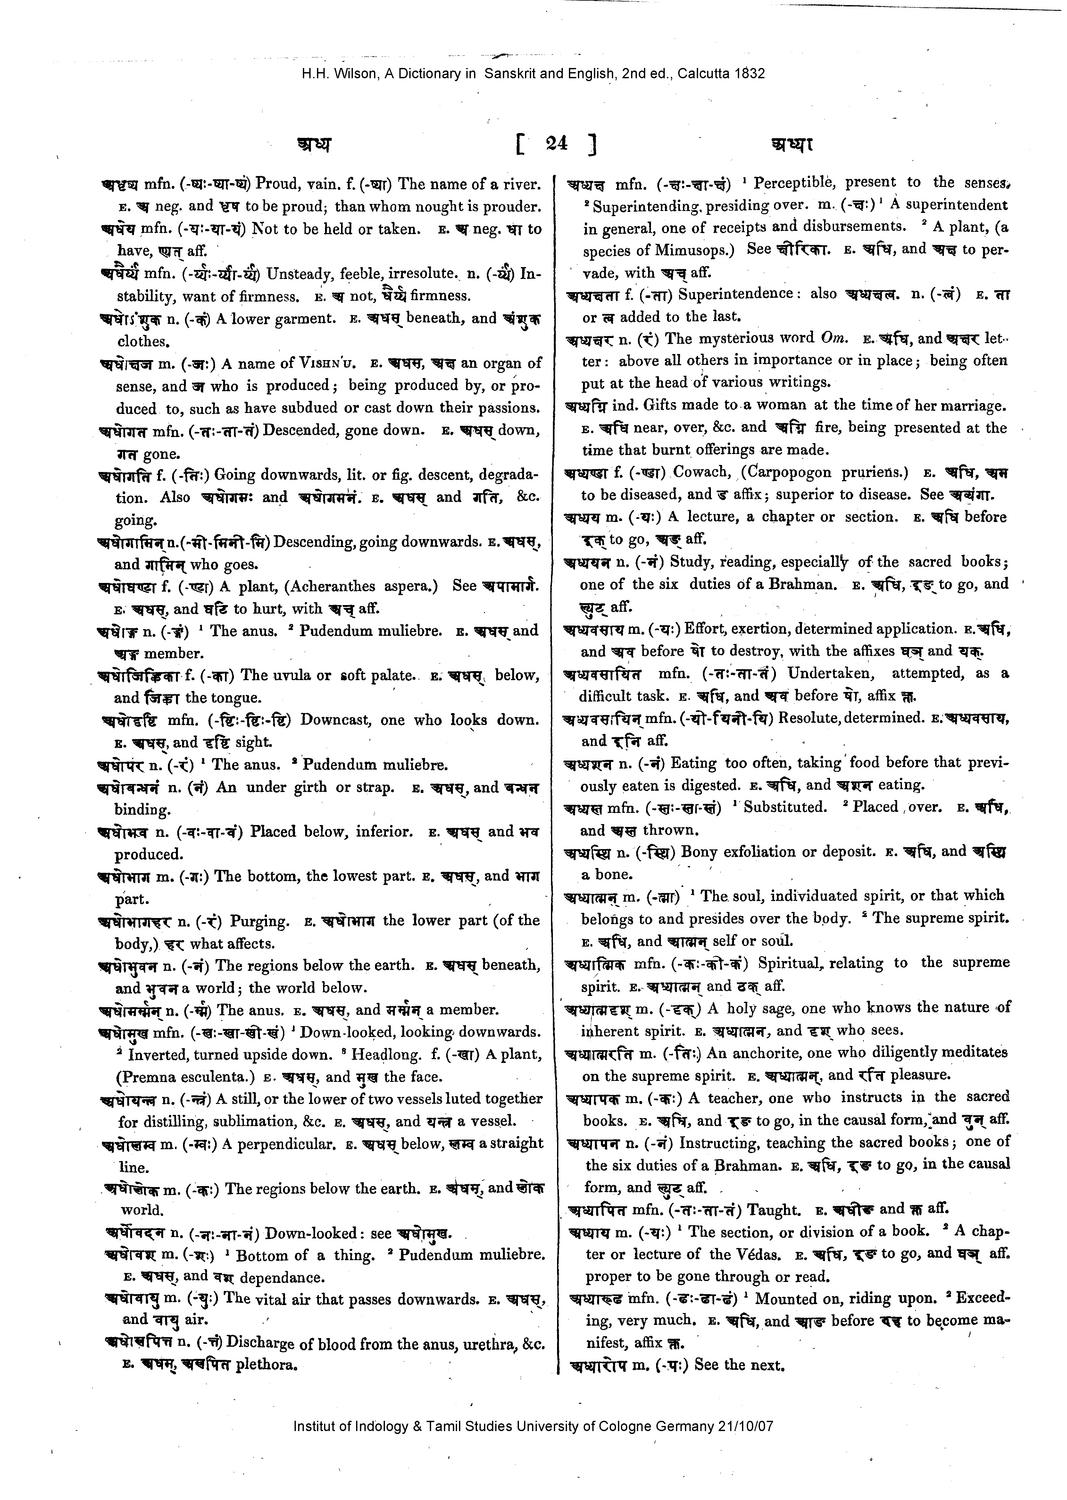 H.H. Wilson, A Dictionary in Sanskrit and English, 2nd ed., Calcutta 1832
अध्य [ 24 ] अध्या
अधृष्य mfn. (-ष्यः-ष्या-ष्यं) Proud, vain. f. (-ष्या) The name of a river.
E. अ neg. and धृष to be proud; than whom nought is prouder.
अधेय mfn. (-यः-या-यं) Not to be held or taken. E. अ neg. धा to
have, यत् aff.
अधैर्य्य mfn. (-र्य्यः-र्य्या-र्य्यं) Unsteady, feeble, irresolute. n. (-र्य्यं) In-
stability, want of firmness. E. अ not, धैर्य्य firmness.
अधोऽंशुक n. (-कं) A lower garment. E. अधस् beneath, and अंशुक
clothes.
अधोक्षज m. (-जः) A name of VISHN'U. E. अधस्, अक्ष an organ of
sense, and ज who is produced; being produced by, or pro-
duced to, such as have subdued or cast down their passions.
अधोगत mfn. (-तः-ता-तं) Descended, gone down. E. अधस् down,
गत gone.
अधोगति f. (-तिः) Going downwards, lit. or fig. descent, degrada-
tion. Also अधोगमः and अधोगमनं. E. अधस् and गति, &c.
going.
अधोगामिन् n. (-मी-मिनी-मि) Descending, going downwards. E. अधस्,
and गामिन् who goes.
अधोघण्टा f. (-ण्टा) A plant, (Acheranthes aspera.) See अपामार्ग.
E. अधस्, and घटि to hurt, with अच् aff.
अधोङ्ग n. (-ङ्गं) ¹ The anus. ² Pudendum muliebre. E. अधस् and
अङ्ग member.
अधोजिह्विका f. (-का) The uvula or soft palate. E. अधस्, below,
and जिह्वा the tongue.
अधोदृष्टि mfn. (-ष्टिः-ष्टिः-ष्टि) Downcast, one who looks down.
E. अधस्, and दृष्टि sight.
अधोपरं n. (-रं) ¹ The anus. ² Pudendum muliebre.
अधोबन्धनं n. (नं) An under girth or strap. E. अधस्, and बन्धन
binding.
अधोभव n. (-वः-वा-वं) Placed below, inferior. E. अधस् and भव
produced.
अधोभाग m. (-गः) The bottom, the lowest part. E. अधस्, and भाग
part.
अधोभागहर n. (-रं) Purging. E. अधोभाग the lower part (of the
body,) हर what affects.
अधोभुवन n. (-नं) The regions below the earth. E. अधस् beneath,
and भुवन a world; the world below.
अधोमर्म्मन् n. (-र्म्म) The anus. E. अधस्, and मर्म्मन् a member.
अधोमुख mfn. (-खः-खा-खी-खं) ¹ Down-looked, looking downwards.
² Inverted, turned upside down. ³ Headlong. f. (-खा) A plant,
(Premna esculenta.) E. अधस्, and मुख the face.
अधोयन्त्र n. (-न्त्रं) A still, or the lower of two vessels luted together
for distilling, sublimation, &c. E. अधस्, and यन्त्र a vessel.
अधोलम्ब m. (-म्बः) A perpendicular. E. अधस् below, लम्ब a straight
line.
अधोलोक m. (-कः) The regions below the earth. E. अधस्, and लोक
world.
अधोवदन n. (-नः-ना-नं) Down-looked: see अधोमुख.
अधोवश m. (-शः) ¹ Bottom of a thing. ² Pudendum muliebre.
E. अधस्, and वश dependance.
अधोवायु m. (-युः) The vital air that passes downwards. E. अधस्,
and वायु air.
अधोस्रपित्त n. (-त्तं) Discharge of blood from the anus, urethra, &c.
E. अधस्, अस्रपित्त plethora.
अध्यक्ष mfn. (-क्षः-क्षा-क्षं) ¹ Perceptible, present to the senses,
² Superintending, presiding over. m. (-क्षः) ¹ A superintendent
in general, one of receipts and disbursements. ² A plant, (a
species of Mimusops.) See क्षीरिका. E. अधि, and अक्ष to per-
vade, with अच् aff.
अध्यक्षता f. (-ता) Superintendence: also अध्यक्षत्व. n. (-त्वं) E. ता
or त्व added to the last.
अध्यक्षर n. (रं) The mysterious word Om. E. अधि, and अक्षर let-
ter: above all others in importance or in place; being often
put at the head of various writings.
अध्यग्नि ind. Gifts made to a woman at the time of her marriage.
E. अधि near, over, &c. and अग्नि fire, being presented at the
time that burnt offerings are made.
अध्यण्डा f. (-ण्डा) Cowach, (Carpopogon pruriens.) E. अधि, अम
to be diseased, and ड affix; superior to disease. See अव्यंगा.
अध्यय m. (-यः) A lecture, a chapter or section. E. अधि before
इक् to go, अङ् aff.
अध्ययन n. (-नं) Study, reading, especially of the sacred books;
one of the six duties of a Brahman. E. अधि, इङ् to go, and
ल्युट् aff.
अध्यवसाय m. (-यः) Effort, exertion, determined application. E. अधि,
and अव before षो to destroy, with the affixes घञ् and यक्.
अध्यवसायित mfn. (-तः-ता-तं) Undertaken, attempted, as a
difficult task. E. अधि, and अव before षो, affix क्त.
अध्यवसायिन् mfn. (-यी-यिनी-यि) Resolute, determined. E. अध्यवसाय,
and इनि aff.
अध्यशन n. (-नं) Eating too often, taking food before that previ-
ously eaten is digested. E. अधि, and अशन eating.
अध्यस्त mfn. (-स्तः-स्ता-स्तं) ¹ Substituted. ² Placed over. E. अधि,
and अस्त thrown.
अध्यस्थि n. (-स्थि) Bony exfoliation or deposit. E. अधि, and अस्थि
a bone.
अध्यात्मन् m. (-त्मा) ¹ The soul, individuated spirit, or that which
belongs to and presides over the body. ² The supreme spirit.
E. अधि, and आत्मन् self or soul.
अध्यात्मिक mfn. (-कः-की-कं) Spiritual, relating to the supreme
spirit. E. अध्यात्मन् and ठक् aff.
अध्यात्मदृश् m. (-दृक्) A holy sage, one who knows the nature of
inherent spirit. E. अध्यात्मन्, and दृश् who sees.
अध्यात्मरति m. (-तिः) An anchorite, one who diligently meditates
on the supreme spirit. E. अध्यात्मन्, and रति pleasure.
अध्यापक m. (-कः) A teacher, one who instructs in the sacred
books. E. अधि, and इङ् to go, in the causal form, and वुन् aff.
अध्यापन n. (-नं) Instructing, teaching the sacred books; one of
the six duties of a Brahman. E. अधि, इङ् to go, in the causal
form, and ल्युट् aff.
अध्यापित mfn. (-तः-ता-तं) Taught. E. अधीङ and क्त aff.
अध्याय m. (-यः) ¹ The section, or division of a book. ² A chap-
ter or lecture of the Védas. E. अधि, इङ् to go, and घञ् aff.
proper to be gone through or read.
अध्यारूढ mfn. (-ढः-ढा-ढं) ¹ Mounted on, riding upon. ² Exceed-
ing, very much. E. अधि, and आङ before रुह to become ma-
nifest, affix क्त.
अध्यारोप m. (-पः) See the next.
Institut of Indology & Tamil Studies University of Cologne Germany 21/10/07